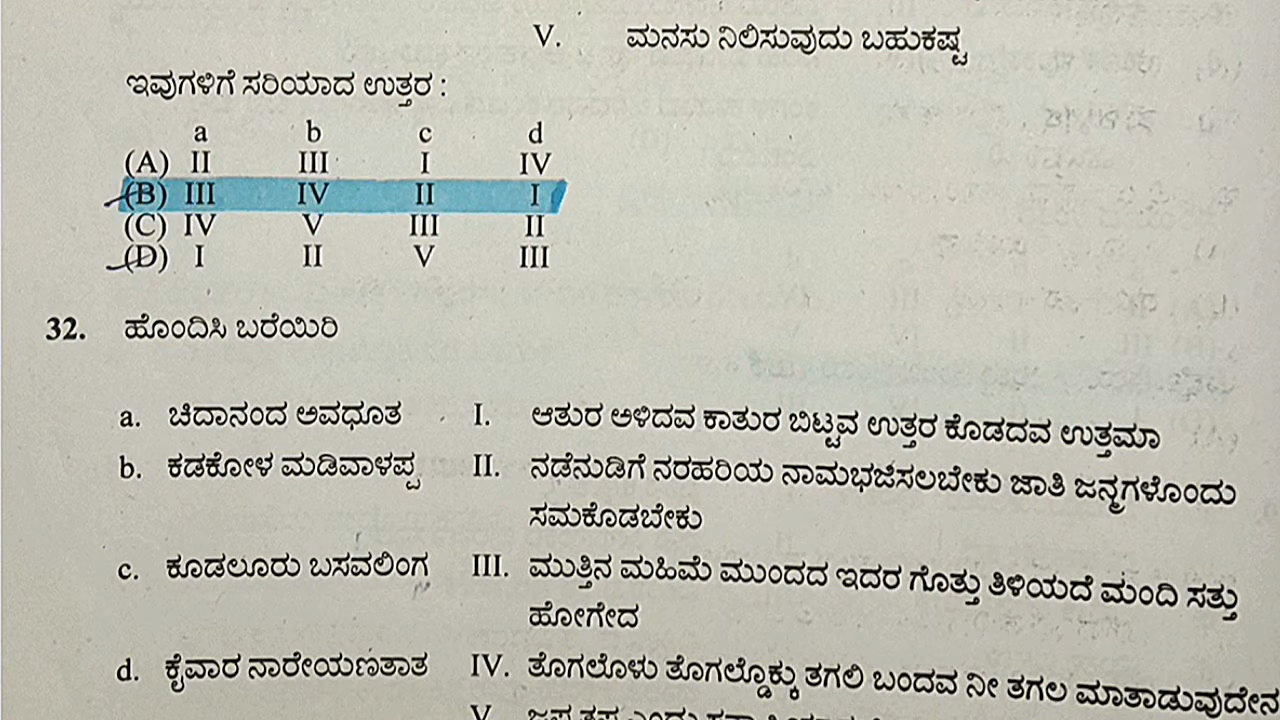 V. ಮನಸು ನಿಲಿಸುವುದು ಬಹುಕಷ್ಟ
ಇವುಗಳಿಗೆ ಸರಿಯಾದ ಉತ್ತರ :
a b c d
(A) II III I IV
(B) III IV II I
(C) IV V III II
(D) I II V III
32. ಹೊಂದಿಸಿ ಬರೆಯಿರಿ
a. ಚಿದಾನಂದ ಅವಧೂತ I. ಆತುರ ಅಳಿದವ ಕಾತುರ ಬಿಟ್ಟವ ಉತ್ತರ ಕೊಡದವ ಉತ್ತಮಾ
b. ಕಡಕೋಳ ಮಡಿವಾಳಪ್ಪ II. ನಡೆನುಡಿಗೆ ನರಹರಿಯ ನಾಮಭಜಿಸಲಬೇಕು ಜಾತಿ ಜನ್ಮಗಳೊಂದು
ಸಮಕೊಡಬೇಕು
c. ಕೂಡಲೂರು ಬಸವಲಿಂಗ III. ಮುತ್ತಿನ ಮಹಿಮೆ ಮುಂದದ ಇದರ ಗೊತ್ತು ತಿಳಿಯದೆ ಮಂದಿ ಸತ್ತು
ಹೋಗೇದ
d. ಕೈವಾರ ನಾರೇಯಣತಾತ IV. ತೊಗಲೊಳು ತೊಗಲ್ಹೊಕ್ಕು ತಗಲಿ ಬಂದವ ನೀ ತಗಲ ಮಾತಾಡುವುದೇನ
V.